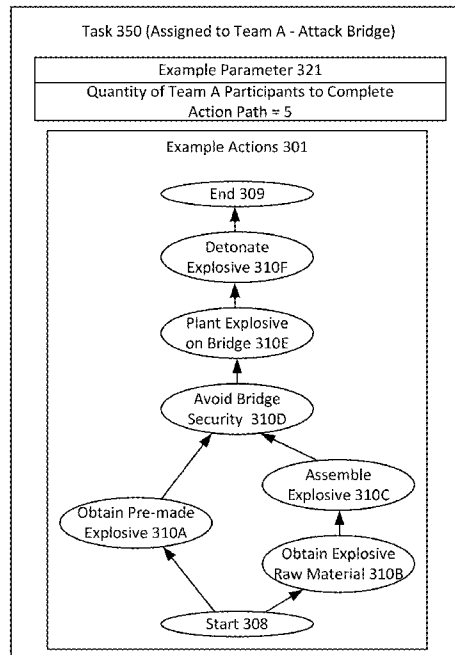 Task 350 (Assigned to Team A - Attack Bridge)
Example Parameter 321
Quantity of Team A Participants to Complete
Action Path = 5
Example Actions 301
End 309
Detonate
Explosive 310F
Plant Explosive
on Bridge 310E
Avoid Bridge
Security 310D
Assemble
Explosive 310C
Obtain Pre-made
Explosive 310A
Obtain Explosive
Raw Material 310B
Start 308